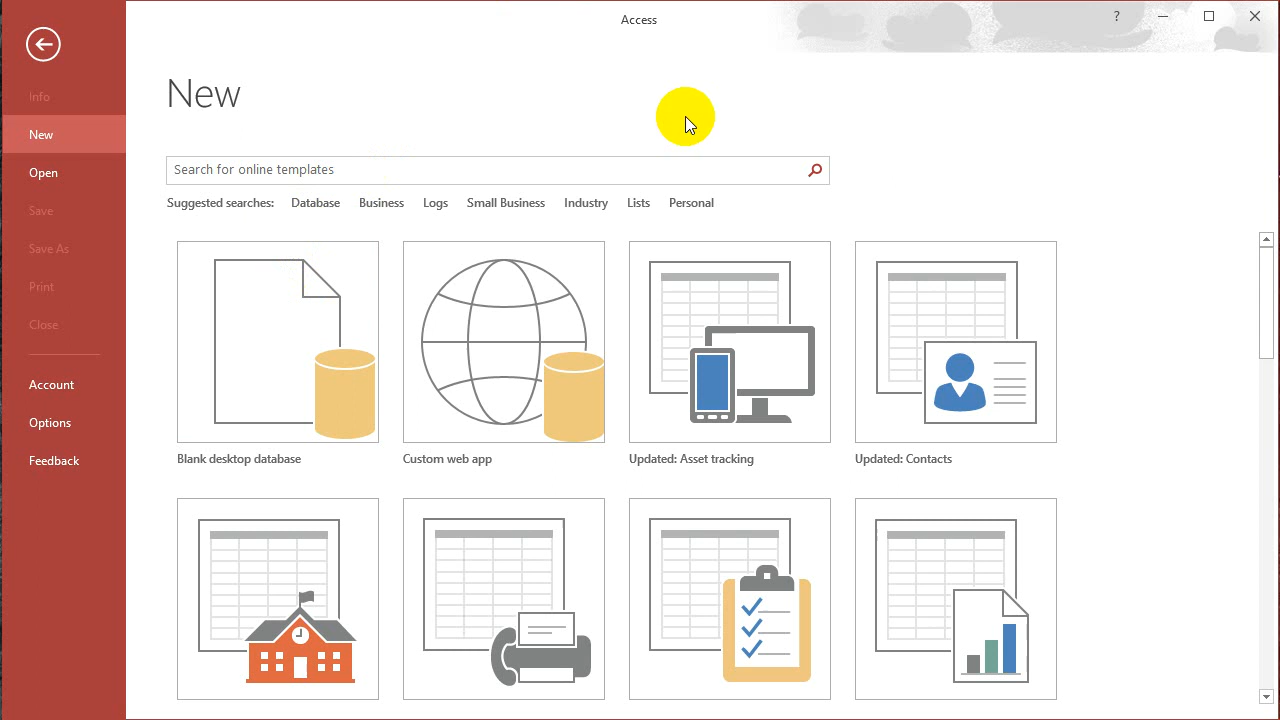 Access
?
Info
New
Open
Save
Save As
Print
Close
Account
Options
Feedback
New
Search for online templates
Suggested searches: Database Business Logs Small Business Industry Lists Personal
Blank desktop database
Custom web app
Updated: Asset tracking
Updated: Contacts